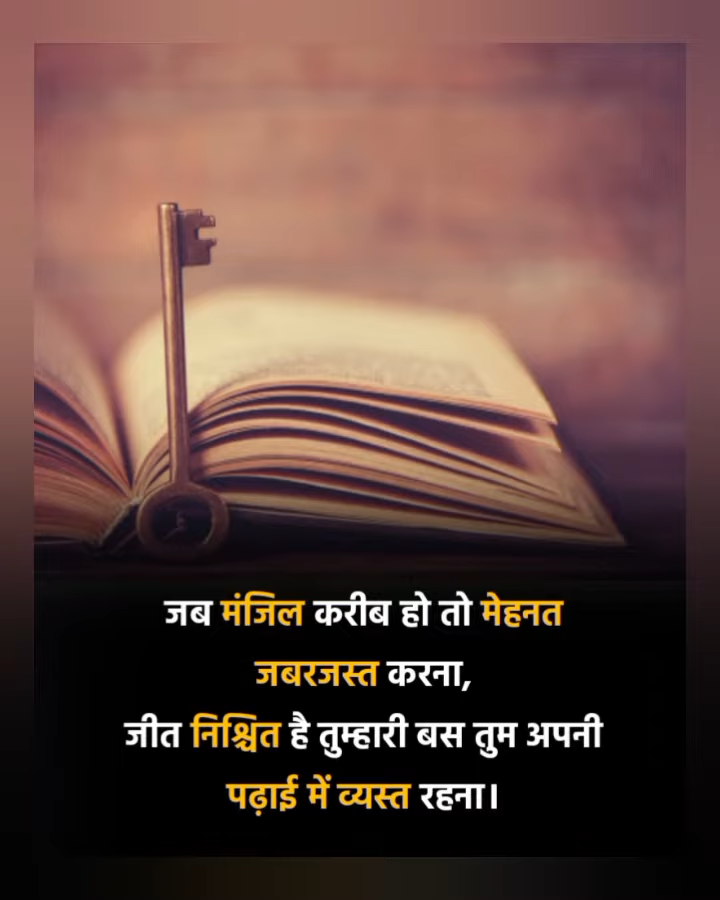 जब मंजिल करीब हो तो मेहनत
जबरजस्त करना,
जीत निश्चित है तुम्हारी बस तुम अपनी
पढ़ाई में व्यस्त रहना।